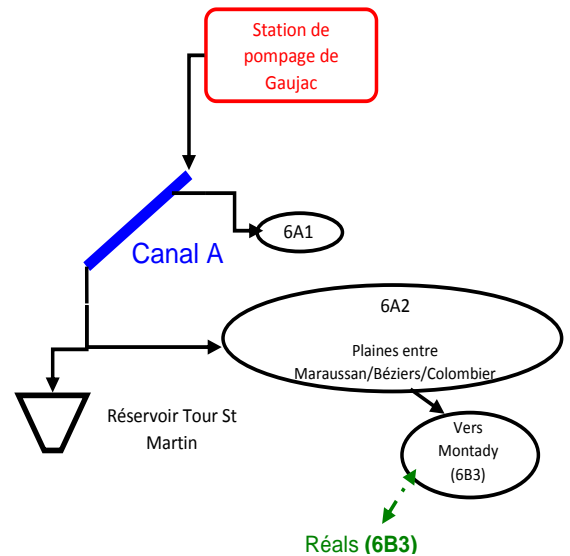 Station de
pompage de
Gaujac
6A1
Canal A
6A2
Plaines entre
Maraussan/Béziers/Colombier
Réservoir Tour St
Martin
Vers
Montady
(6B3)
Réals (6B3)